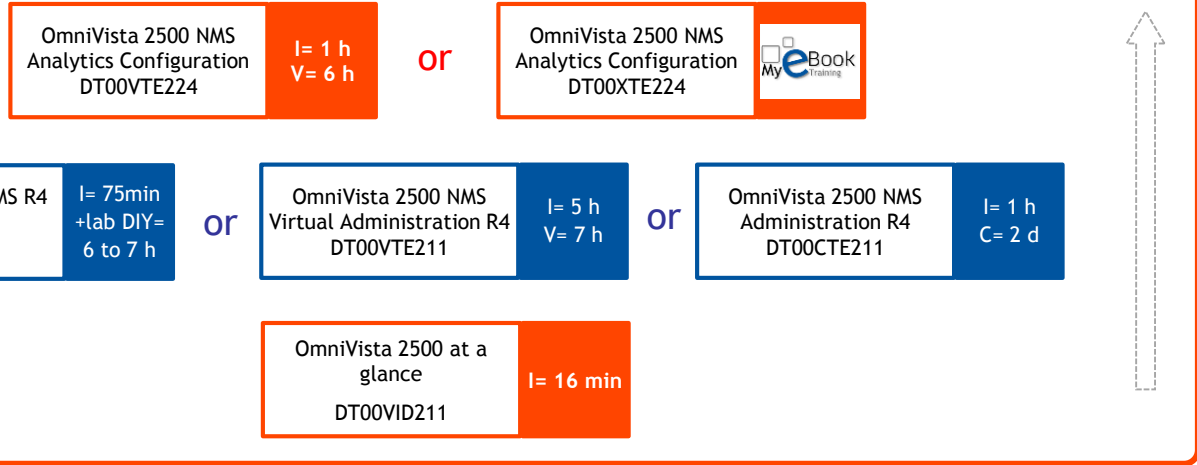 OmniVista 2500 NMS
Analytics Configuration
DT00VTE224
I= 1 h
V= 6 h
or
OmniVista 2500 NMS
Analytics Configuration
DT00XTE224
My eBook
Training
MS R4
I= 75min
+lab DIY=
6 to 7 h
or
OmniVista 2500 NMS
Virtual Administration R4
DT00VTE211
I= 5 h
V= 7 h
or
OmniVista 2500 NMS
Administration R4
DT00CTE211
I= 1 h
C= 2 d
OmniVista 2500 at a
glance
DT00VID211
I= 16 min